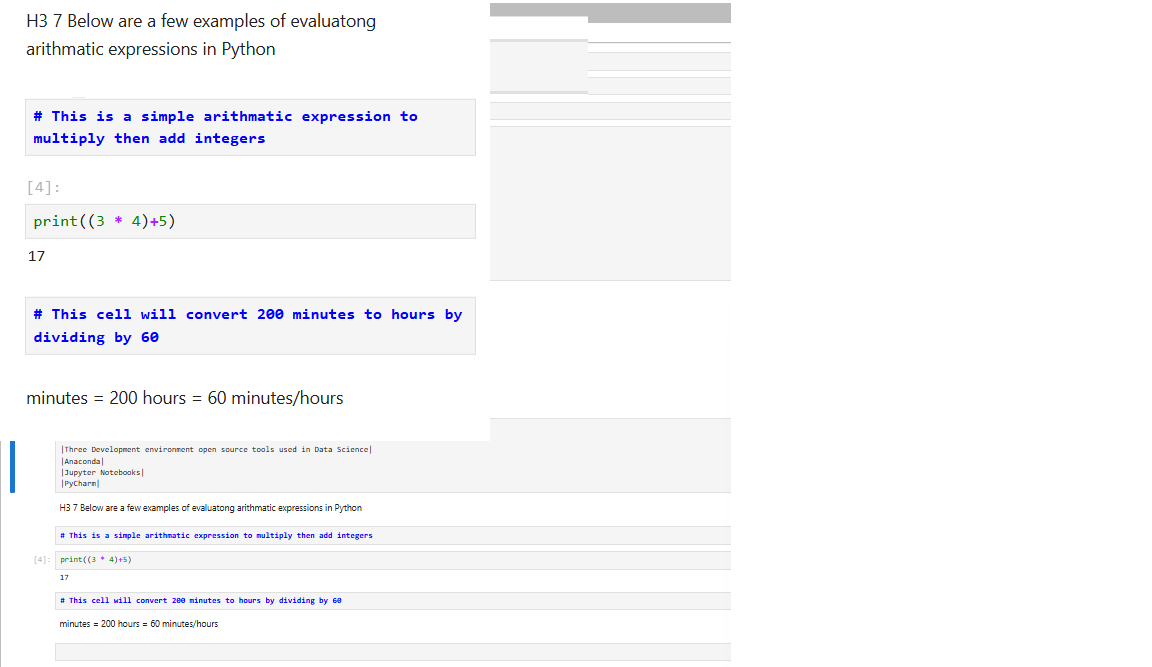 H3 7 Below are a few examples of evaluatong
arithmatic expressions in Python
# This is a simple arithmatic expression to
multiply then add integers
[4]:
print((3 * 4)+5)
17
# This cell will convert 200 minutes to hours by
dividing by 60
minutes = 200 hours = 60 minutes/hours
|Three Development environment open source tools used in Data Science|
|Anaconda|
|Jupyter Notebooks|
|PyCharm|
H3 7 Below are a few examples of evaluatong arithmatic expressions in Python
# This is a simple arithmatic expression to multiply then add integers
[4]: print((3 * 4)+5)
17
# This cell will convert 200 minutes to hours by dividing by 60
minutes = 200 hours = 60 minutes/hours